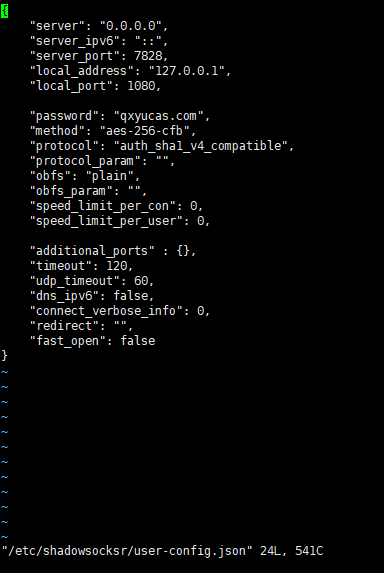 {
    "server": "0.0.0.0",
    "server_ipv6": "::",
    "server_port": 7828,
    "local_address": "127.0.0.1",
    "local_port": 1080,

    "password": "qxyucas.com",
    "method": "aes-256-cfb",
    "protocol": "auth_sha1_v4_compatible",
    "protocol_param": "",
    "obfs": "plain",
    "obfs_param": "",
    "speed_limit_per_con": 0,
    "speed_limit_per_user": 0,

    "additional_ports" : {},
    "timeout": 120,
    "udp_timeout": 60,
    "dns_ipv6": false,
    "connect_verbose_info": 0,
    "redirect": "",
    "fast_open": false
}
~
~
~
~
~
~
~
~
~
~
~
~
"/etc/shadowsocksr/user-config.json" 24L, 541C